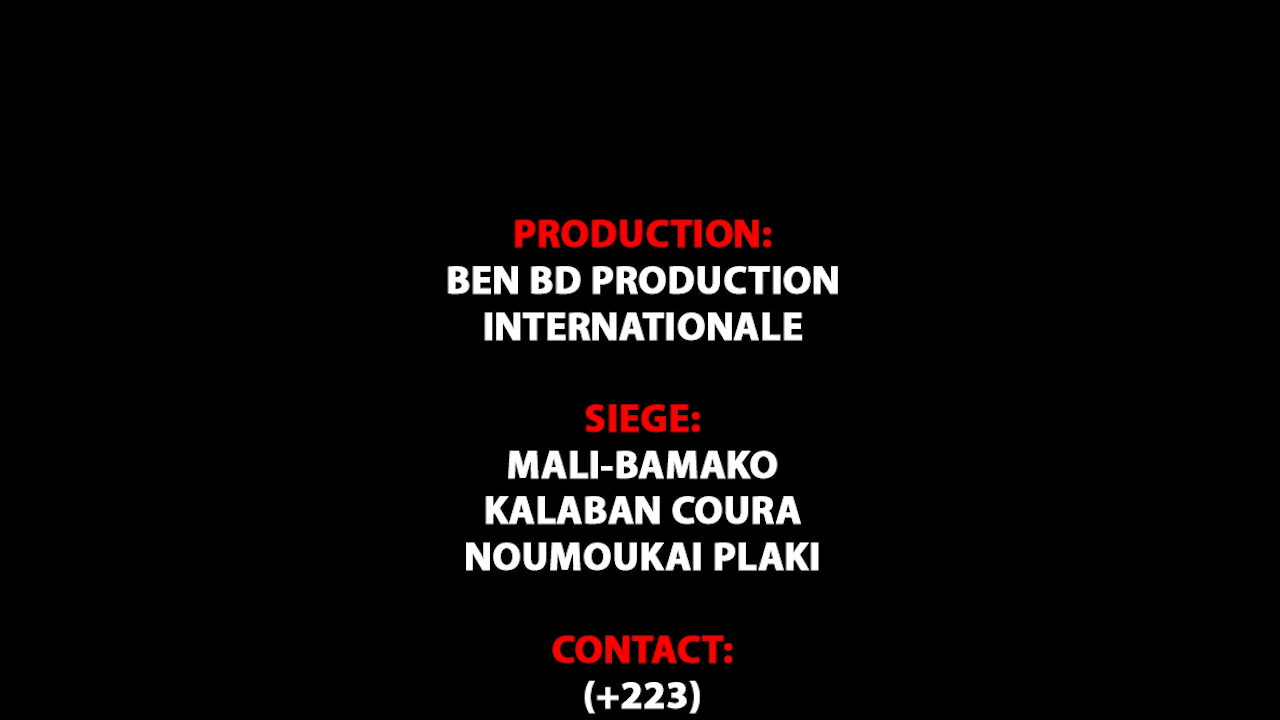 PRODUCTION:
BEN BD PRODUCTION
INTERNATIONALE
SIEGE:
MALI-BAMAKO
KALABAN COURA
NOUMOUKAI PLAKI
CONTACT:
(+223)